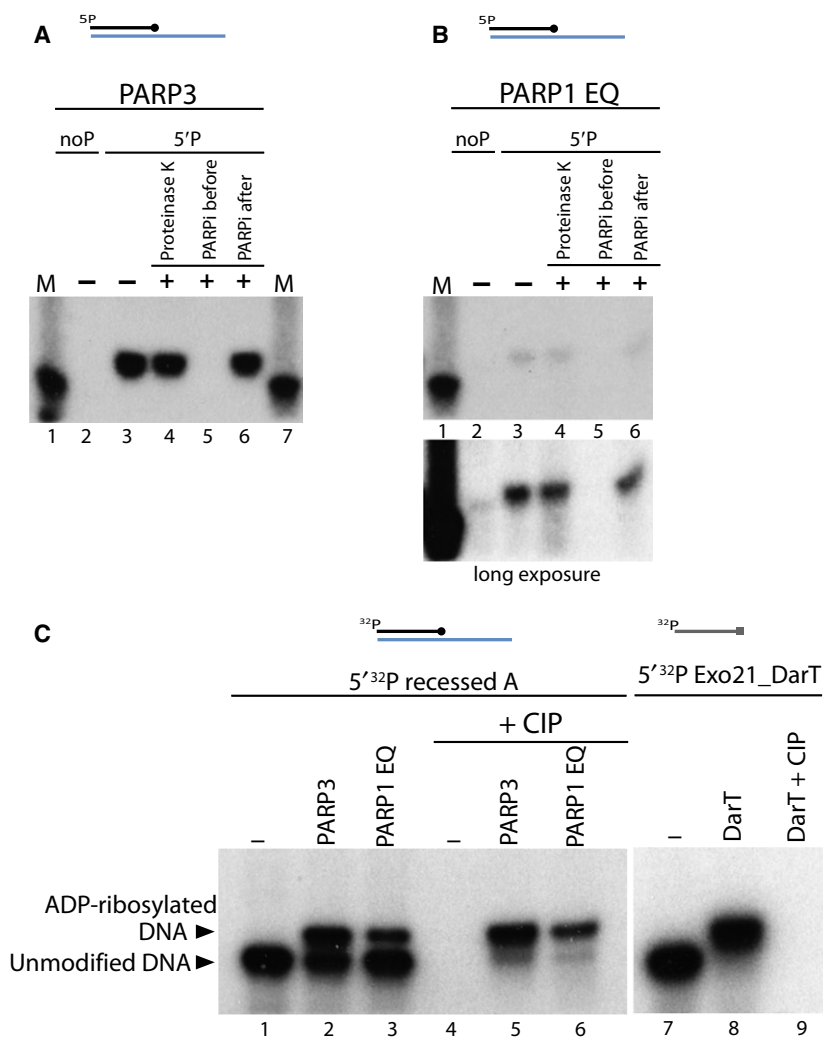 A
5P
PARP3
noP 5′P
Proteinase K
PARPi before
PARPi after
M – – + + + M
1 2 3 4 5 6 7
B
5P
PARP1 EQ
noP 5′P
Proteinase K
PARPi before
PARPi after
M – – + + +
1 2 3 4 5 6
long exposure
C
32P
5′32P recessed A
+ CIP
– PARP3 PARP1 EQ – PARP3 PARP1 EQ
32P
5′32P Exo21_DarT
– DarT DarT + CIP
ADP-ribosylated
DNA
Unmodified DNA
1 2 3 4 5 6 7 8 9